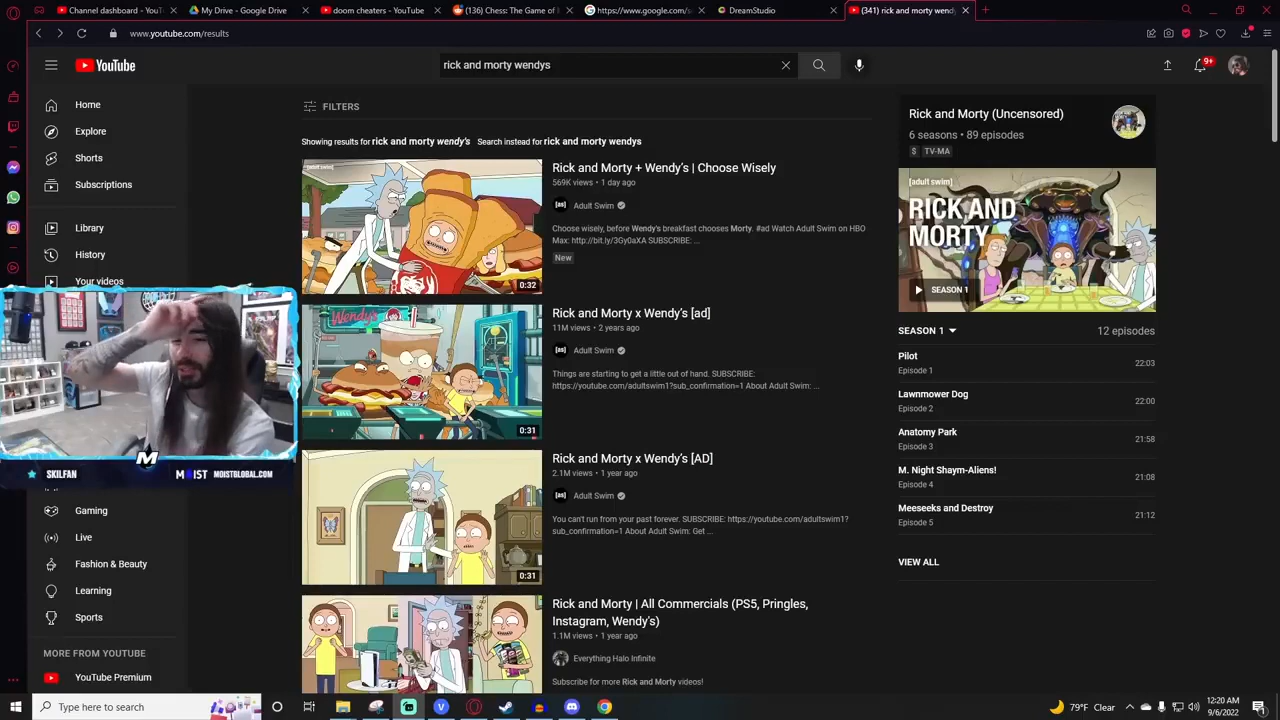 Channel dashboard - YouT
My Drive - Google Drive
doom cheaters - YouTube
(136) Chess: The Game of
https://www.google.com/s
DreamStudio
(341) rick and morty wend
www.youtube.com/results
YouTube
rick and morty wendys
9+
Home
Explore
Shorts
Subscriptions
Library
History
Your videos
Gaming
Live
Fashion & Beauty
Learning
Sports
MORE FROM YOUTUBE
YouTube Premium
FILTERS
Showing results for rick and morty wendy's Search instead for rick and morty wendys
0:32
Rick and Morty + Wendy's | Choose Wisely
569K views • 1 day ago
[as] Adult Swim
Choose wisely, before Wendy's breakfast chooses Morty. #ad Watch Adult Swim on HBO
Max: http://bit.ly/3Gy0aXA SUBSCRIBE: ...
New
Wendy's
0:31
Rick and Morty x Wendy's [ad]
11M views • 2 years ago
[as] Adult Swim
Things are starting to get a little out of hand. SUBSCRIBE:
https://youtube.com/adultswim1?sub_confirmation=1 About Adult Swim: ...
0:31
Rick and Morty x Wendy's [AD]
2.1M views • 1 year ago
[as] Adult Swim
You can't run from your past forever. SUBSCRIBE: https://youtube.com/adultswim1?
sub_confirmation=1 About Adult Swim: Get ...
Rick and Morty | All Commercials (PS5, Pringles,
Instagram, Wendy's)
1.1M views • 1 year ago
Everything Halo Infinite
Subscribe for more Rick and Morty videos!
Rick and Morty (Uncensored)
6 seasons • 89 episodes
$ TV-MA
[adult swim]
RICK AND
MORTY
SEASON 1
SEASON 1
12 episodes
Pilot
Episode 1
22:03
Lawnmower Dog
Episode 2
22:00
Anatomy Park
Episode 3
21:58
M. Night Shaym-Aliens!
Episode 4
21:08
Meeseeks and Destroy
Episode 5
21:12
VIEW ALL
M
SKILFAN
MOIST MOISTGLOBAL.COM
Type here to search
79°F Clear
12:20 AM
9/6/2022